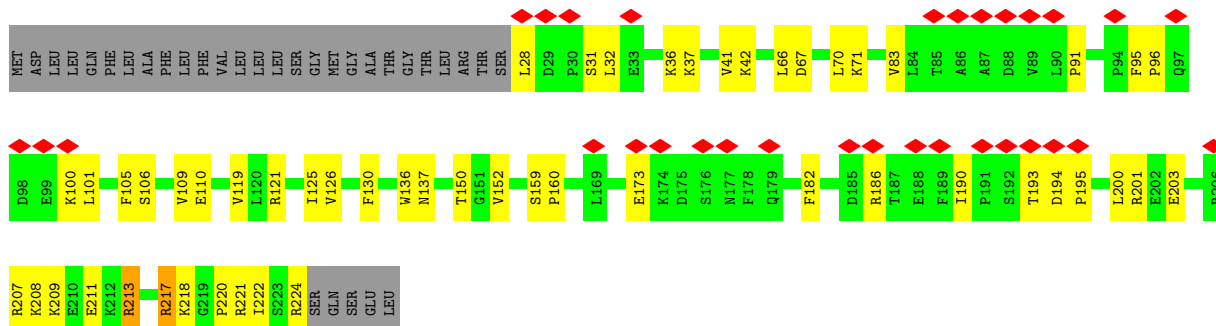 MET ASP LEU LEU GLN PHE LEU ALA PHE LEU PHE VAL LEU LEU LEU SER GLY MET GLY ALA THR GLY THR LEU ARG THR SER L28 D29 P30 S31 L32 E33 K36 K37 V41 K42 L66 D67 L70 K71 V83 L84 T85 A86 A87 D88 V89 L90 P91 P94 F95 P96 Q97
D98 E99 K100 L101 F105 S106 V109 E110 V119 L120 R121 I125 V126 F130 W136 N137 T150 G151 V152 S159 P160 L169 E173 K174 D175 S176 N177 F178 Q179 F182 D185 R186 T187 E188 F189 I190 P191 S192 T193 D194 P195 L200 R201 E202 E203
R207 K208 K209 E210 E211 K212 R213 R217 K218 G219 P220 R221 I222 S223 R224 SER GLN SER GLU LEU